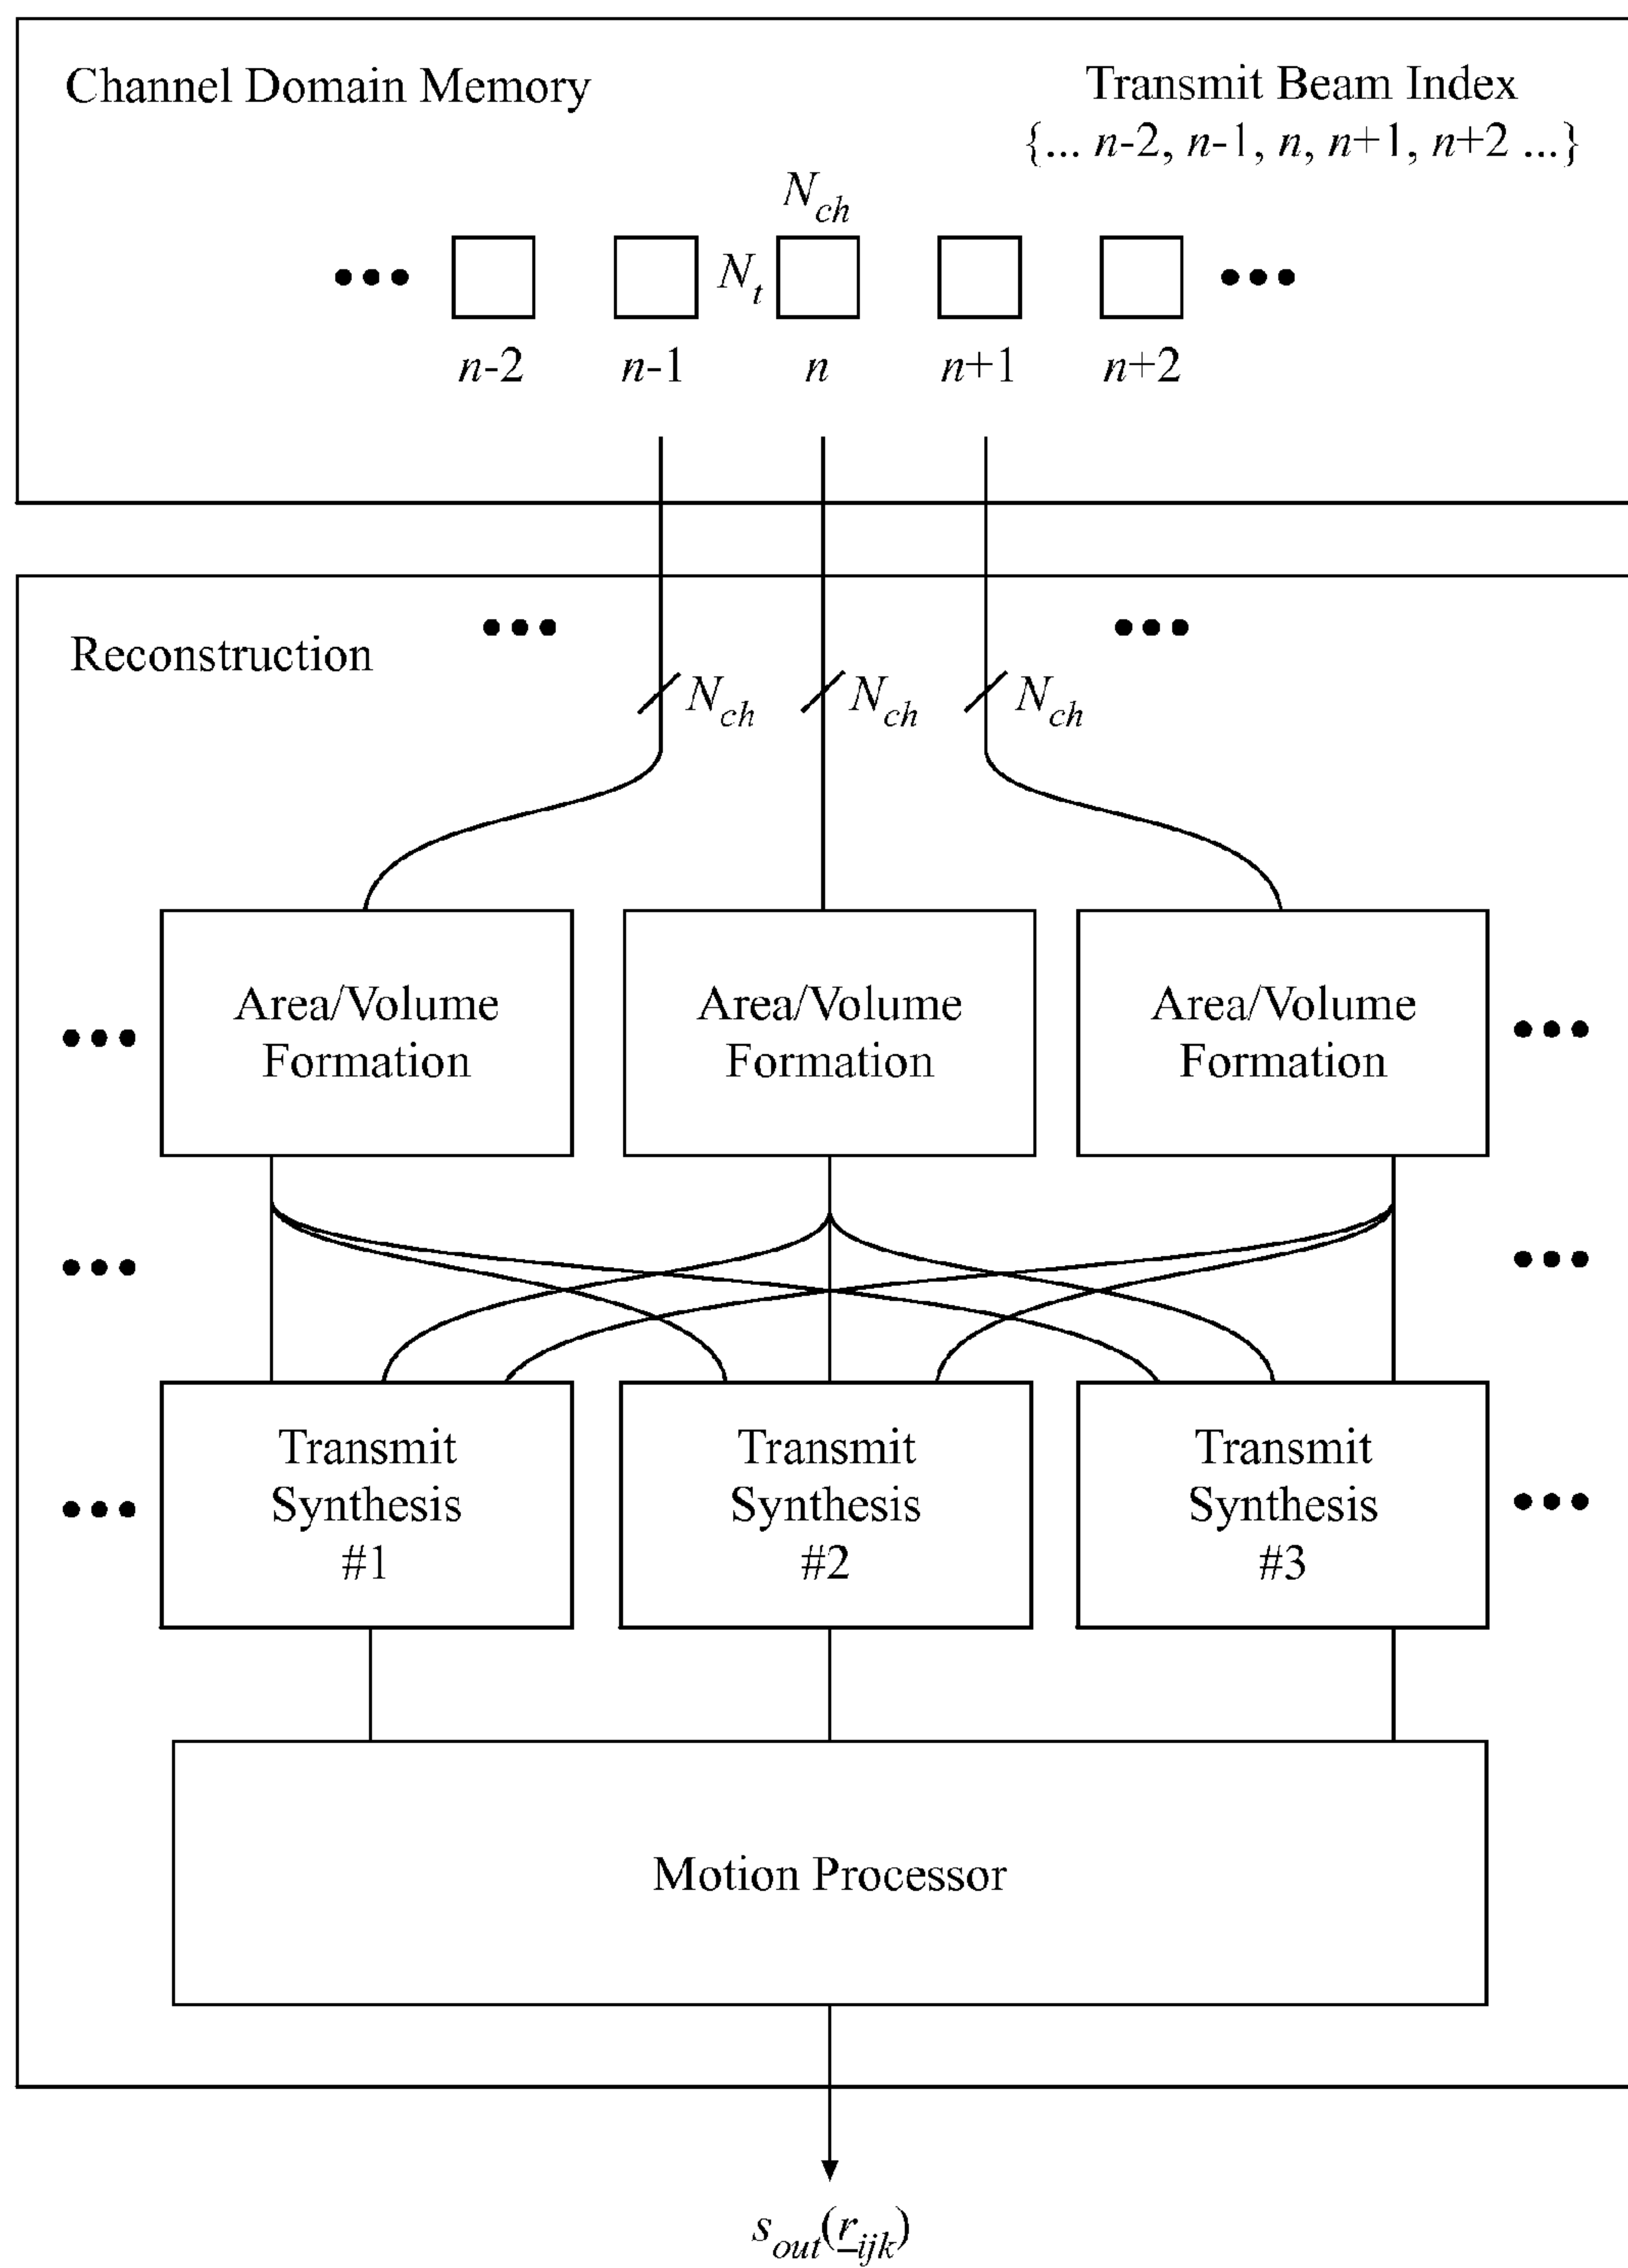 Channel Domain Memory
Transmit Beam Index
{... n-2, n-1, n, n+1, n+2 ...}
N_ch
N_t
n-2 n-1 n n+1 n+2
Reconstruction
N_ch N_ch N_ch
Area/Volume
Formation
Area/Volume
Formation
Area/Volume
Formation
Transmit
Synthesis
#1
Transmit
Synthesis
#2
Transmit
Synthesis
#3
Motion Processor
s_out(r_ijk)